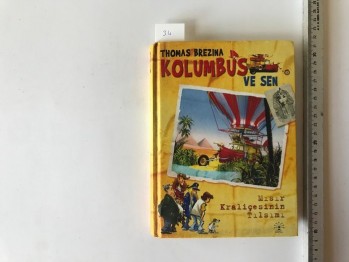 34
THOMAS BREZINA
KOLUMBUS
VE SEN
Mısır
Kraliçesinin
Tılsımı